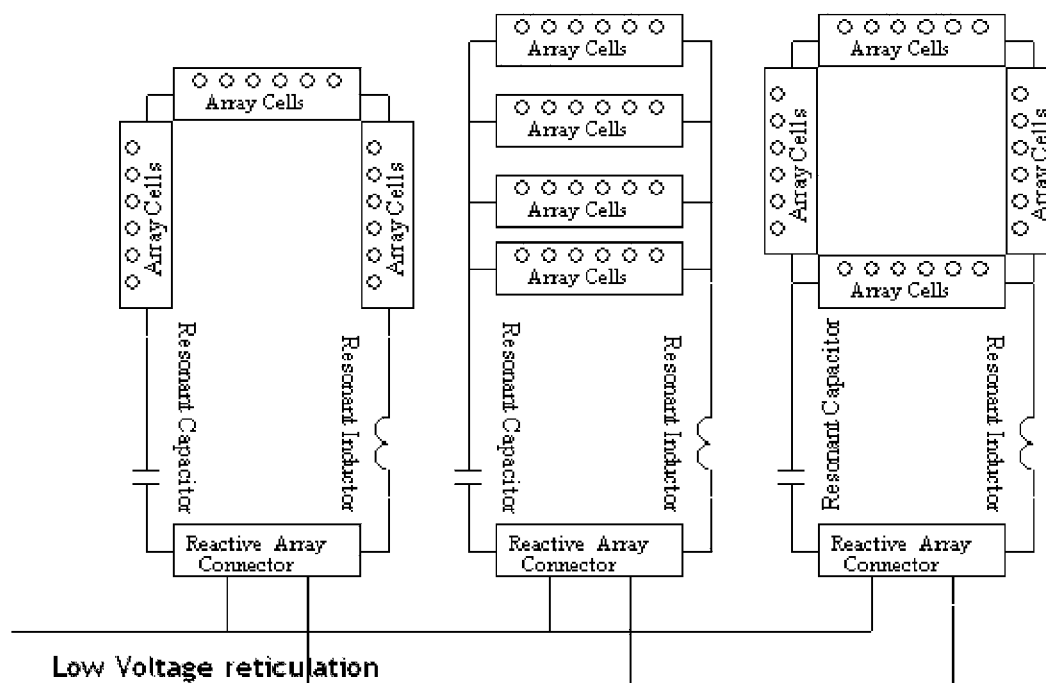 Array Cells
Array Cells
Array Cells
Resonant Capacitor
Resonant Inductor
Reactive Array
Connector
Array Cells
Array Cells
Array Cells
Array Cells
Resonant Capacitor
Resonant Inductor
Reactive Array
Connector
Array Cells
Array Cells
Array Cells
Array Cells
Resonant Capacitor
Resonant Inductor
Reactive Array
Connector
Low Voltage reticulation